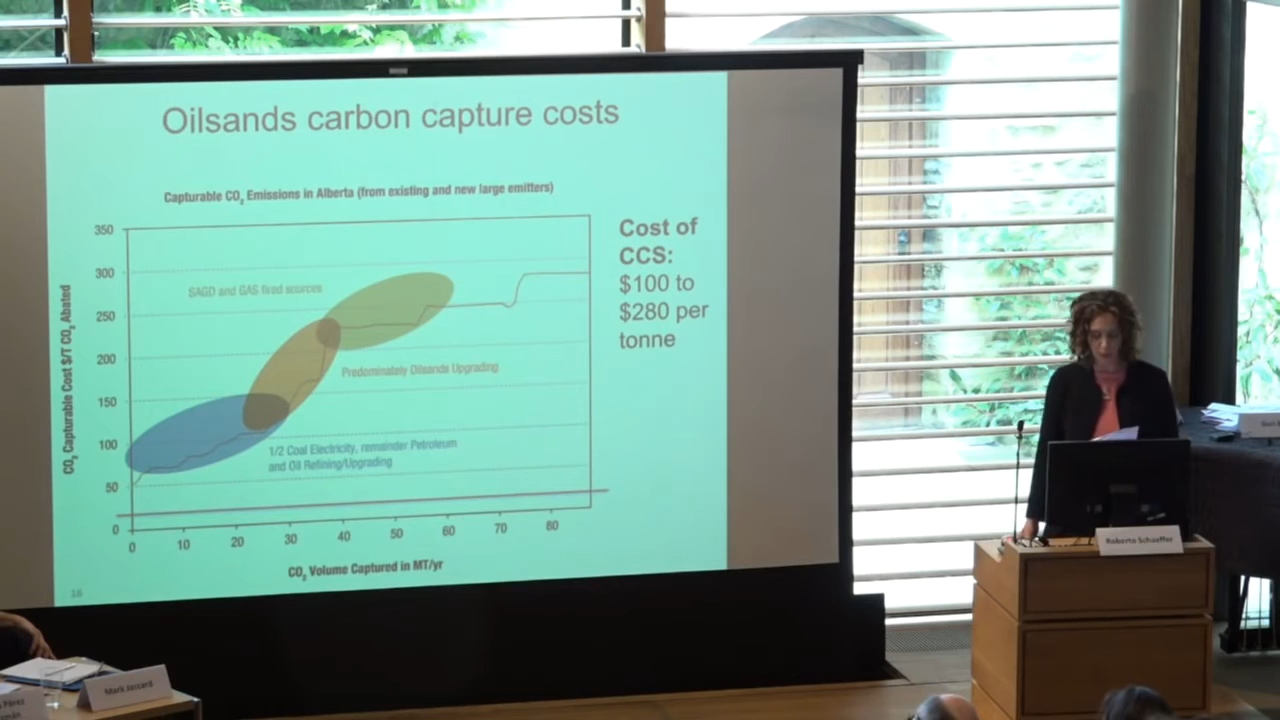 Oilsands carbon capture costs
Capturable CO₂ Emissions in Alberta (from existing and new large emitters)
CO₂ Capturable Cost $/T CO₂ Abated
350
300
250
200
150
100
50
0
SAGD and GAS fired sources
Predominately Oilsands Upgrading
1/2 Coal Electricity, remainder Petroleum
and Oil Refining/Upgrading
0 10 20 30 40 50 60 70 80
CO₂ Volume Captured in MT/yr
Cost of
CCS:
$100 to
$280 per
tonne
16
Roberto Schaeffer
Mark Jaccard
Pérez